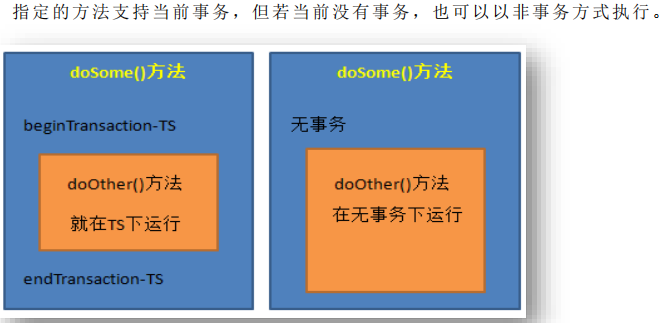 指定的方法支持当前事务，但若当前没有事务，也可以以非事务方式执行。
doSome()方法
beginTransaction-TS
doOther()方法
就在TS下运行
endTransaction-TS
doSome()方法
无事务
doOther()方法
在无事务下运行